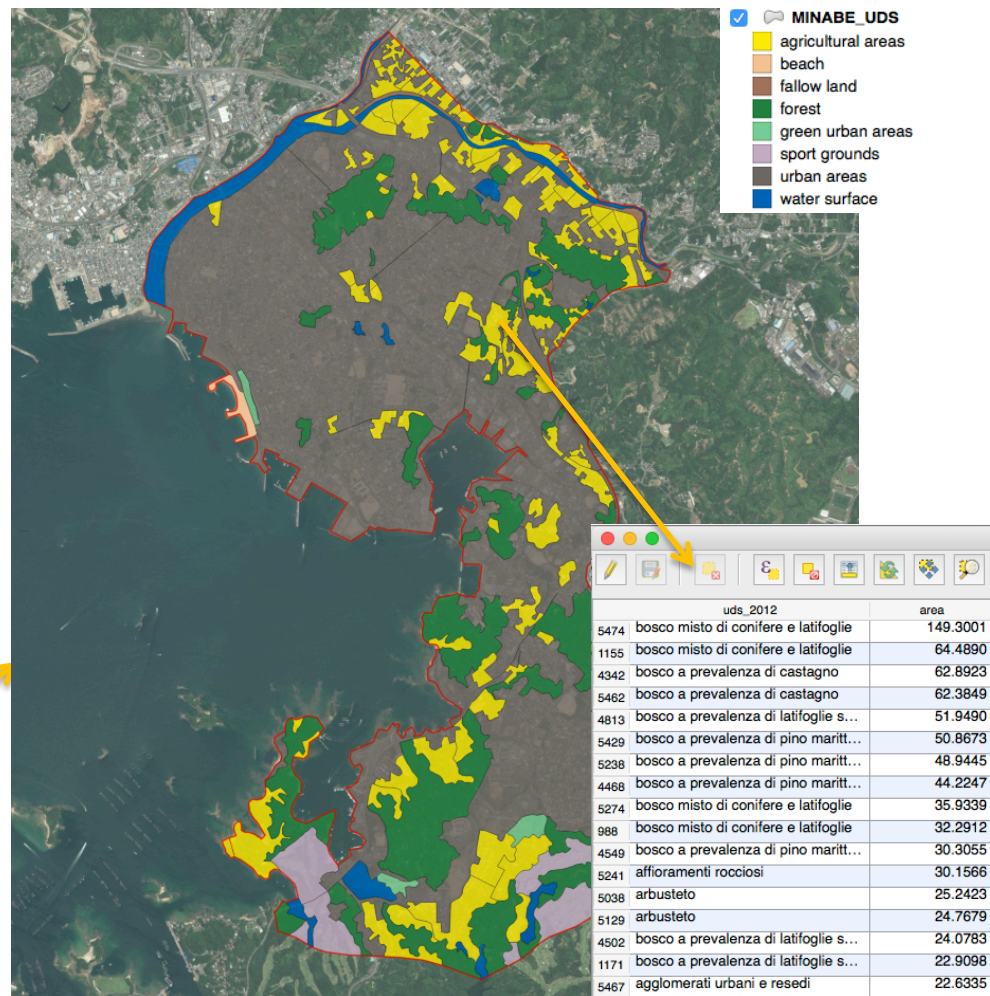 MINABE_UDS
agricultural areas
beach
fallow land
forest
green urban areas
sport grounds
urban areas
water surface
ε
uds_2012 area
5474 bosco misto di conifere e latifoglie 149.3001
1155 bosco misto di conifere e latifoglie 64.4890
4342 bosco a prevalenza di castagno 62.8923
5462 bosco a prevalenza di castagno 62.3849
4813 bosco a prevalenza di latifoglie s... 51.9490
5429 bosco a prevalenza di pino maritt... 50.8673
5238 bosco a prevalenza di pino maritt... 48.9445
4468 bosco a prevalenza di pino maritt... 44.2247
5274 bosco misto di conifere e latifoglie 35.9339
988 bosco misto di conifere e latifoglie 32.2912
4549 bosco a prevalenza di pino maritt... 30.3055
5241 affioramenti rocciosi 30.1566
5038 arbusteto 25.2423
5129 arbusteto 24.7679
4502 bosco a prevalenza di latifoglie s... 24.0783
1171 bosco a prevalenza di latifoglie s... 22.9098
5467 agglomerati urbani e resedi 22.6335